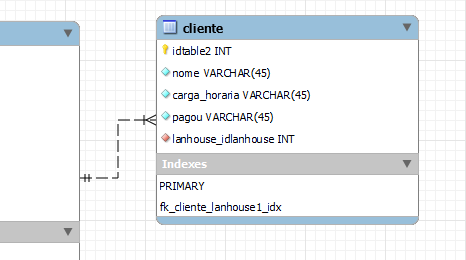 cliente
idtable2 INT
nome VARCHAR(45)
carga_horaria VARCHAR(45)
pagou VARCHAR(45)
lanhouse_idlanhouse INT
Indexes
PRIMARY
fk_cliente_lanhouse1_idx